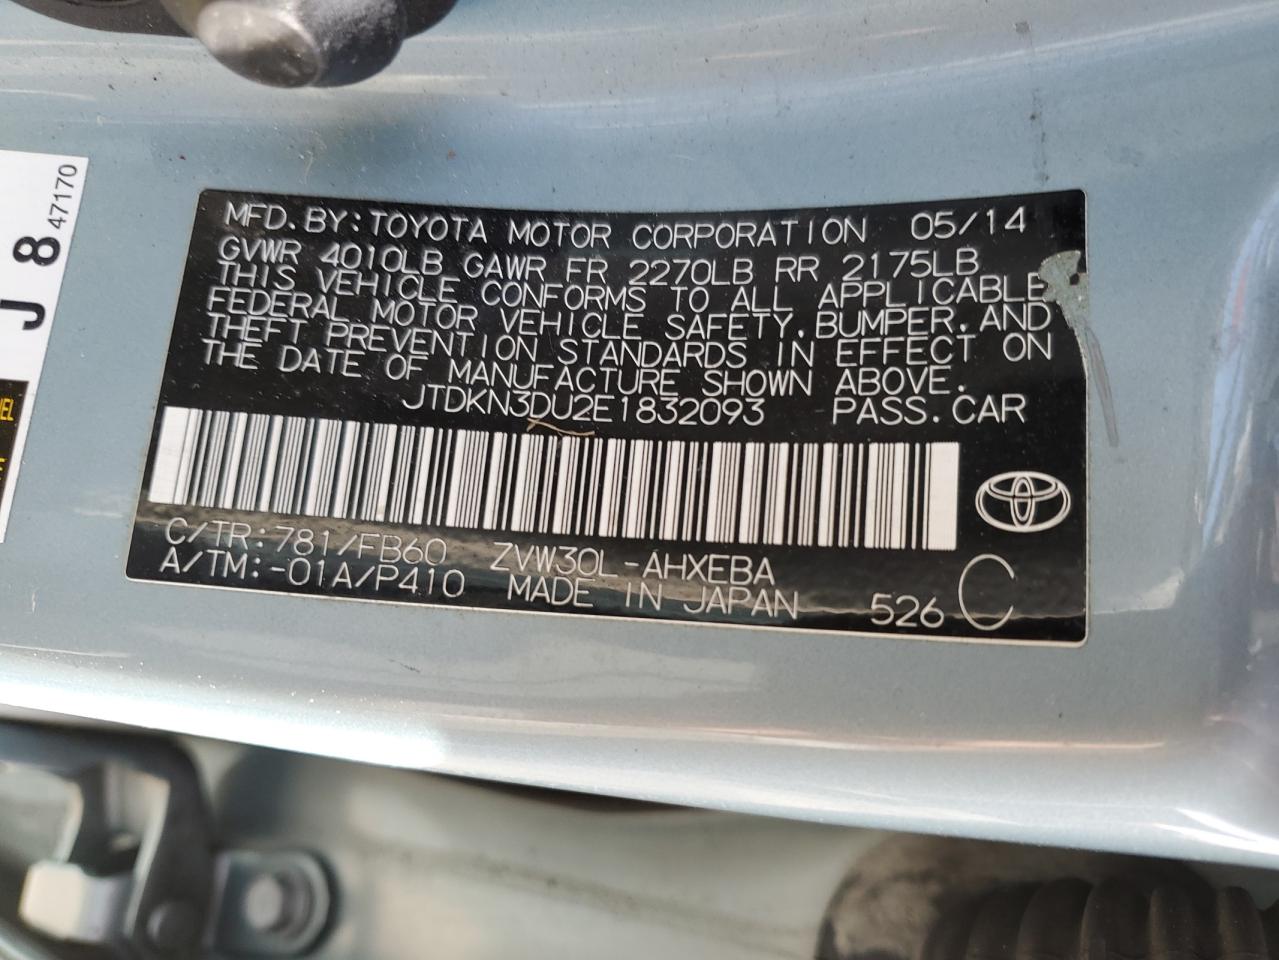 MFD.BY:TOYOTA MOTOR CORPORATION 05/14
GVWR 4010LB GAWR FR 2270LB RR 2175LB
THIS VEHICLE CONFORMS TO ALL APPLICABLE
FEDERAL MOTOR VEHICLE SAFETY,BUMPER,AND
THEFT PREVENTION STANDARDS IN EFFECT ON
THE DATE OF MANUFACTURE SHOWN ABOVE.
JTDKN3DU2E1832093 PASS.CAR
C/TR:781/FB60 ZVW30L-AHXEBA
A/TM:-01A/P410 MADE IN JAPAN 526 C
J 8
47170